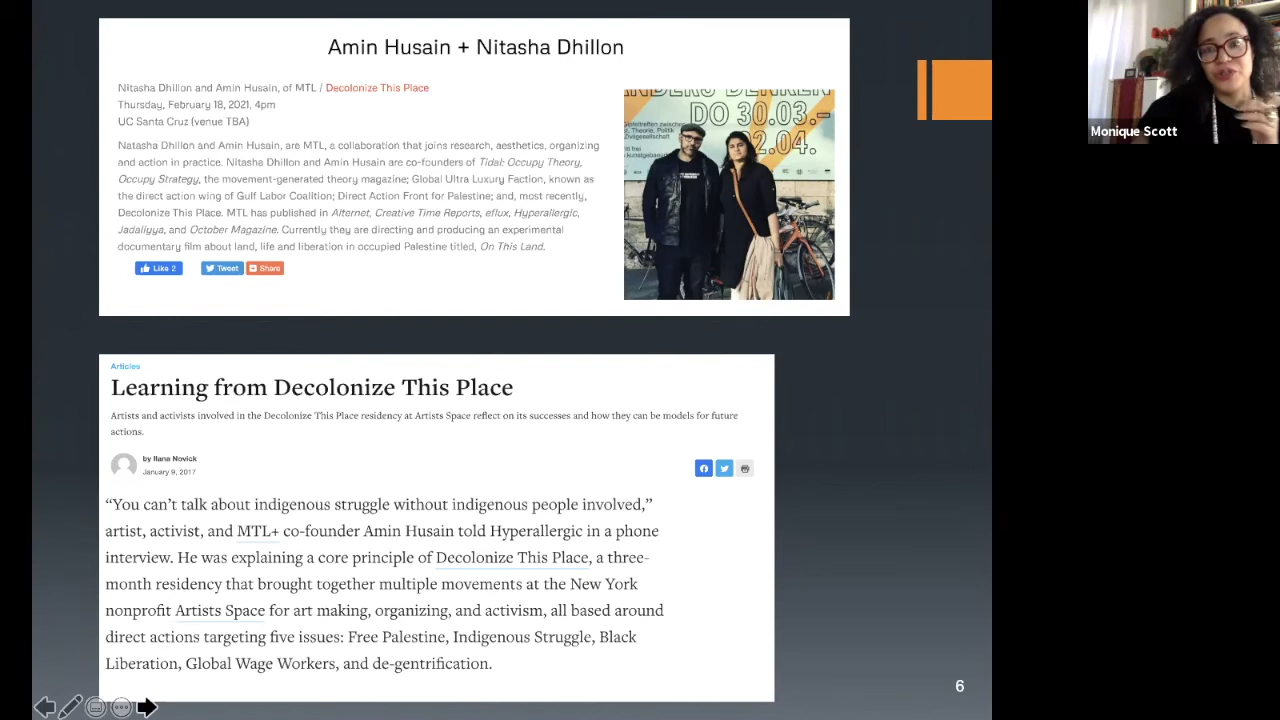 Amin Husain + Nitasha Dhillon
Nitasha Dhillon and Amin Husain, of MTL / Decolonize This Place
Thursday, February 18, 2021, 4pm
UC Santa Cruz (venue TBA)
Natasha Dhillon and Amin Husain, are MTL, a collaboration that joins research, aesthetics, organizing
and action in practice. Nitasha Dhillon and Amin Husain are co-founders of Tidal: Occupy Theory,
Occupy Strategy, the movement-generated theory magazine; Global Ultra Luxury Faction, known as
the direct action wing of Gulf Labor Coalition; Direct Action Front for Palestine; and, most recently,
Decolonize This Place. MTL has published in Alternet, Creative Time Reports, eflux, Hyperallergic,
Jadaliyya, and October Magazine. Currently they are directing and producing an experimental
documentary film about land, life and liberation in occupied Palestine titled, On This Land.
Like 2
Tweet
Share
ANDERS DENKEN
DO 30.03.-
02.04.
Articles
Learning from Decolonize This Place
Artists and activists involved in the Decolonize This Place residency at Artists Space reflect on its successes and how they can be models for future
actions.
by Ilana Novick
January 9, 2017
“You can’t talk about indigenous struggle without indigenous people involved,”
artist, activist, and MTL+ co-founder Amin Husain told Hyperallergic in a phone
interview. He was explaining a core principle of Decolonize This Place, a three-
month residency that brought together multiple movements at the New York
nonprofit Artists Space for art making, organizing, and activism, all based around
direct actions targeting five issues: Free Palestine, Indigenous Struggle, Black
Liberation, Global Wage Workers, and de-gentrification.
6
Monique Scott